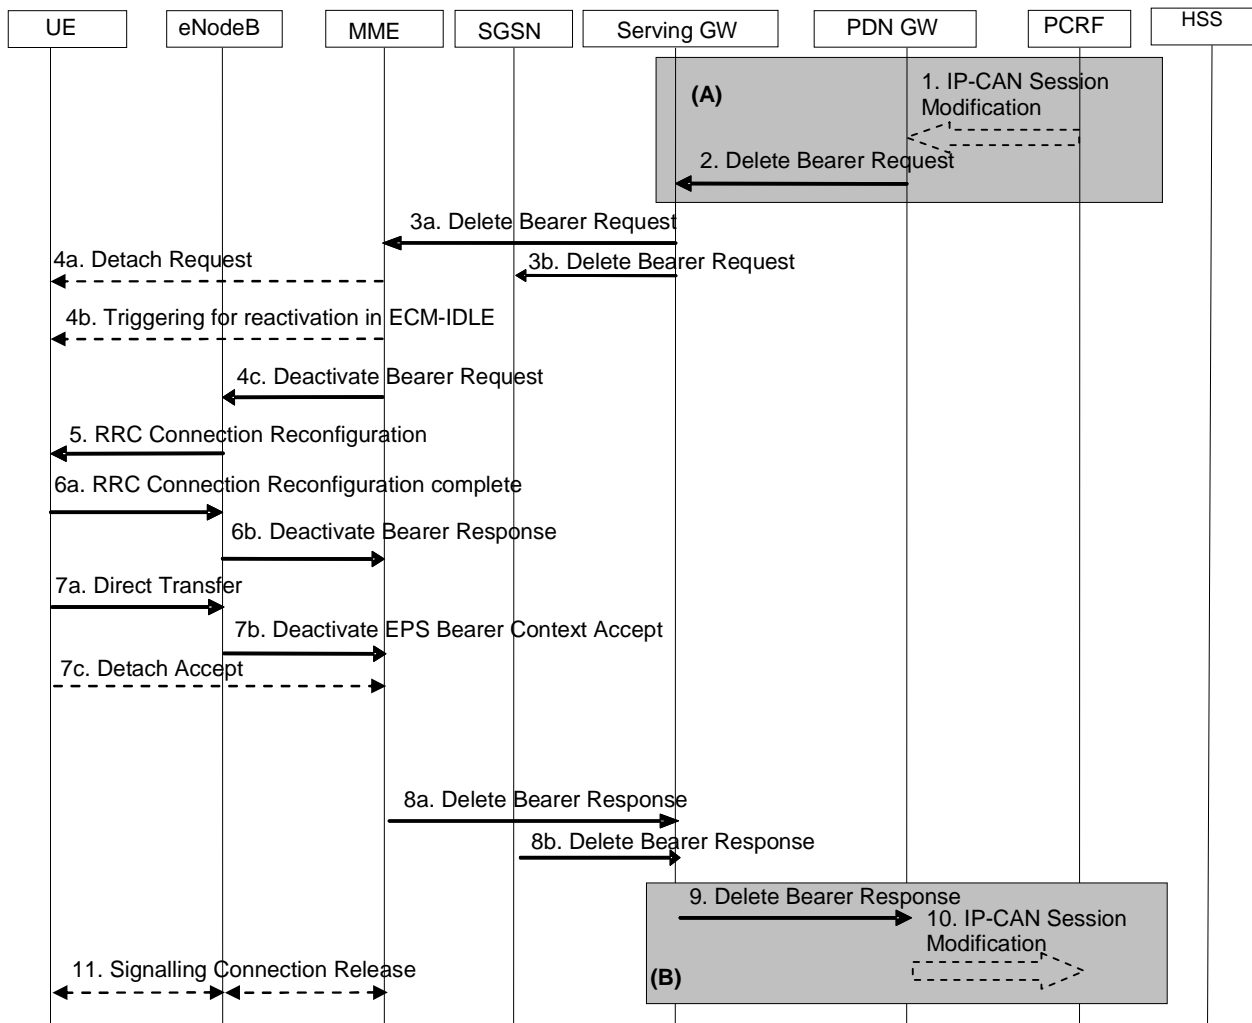 UE
eNodeB
MME
SGSN
Serving GW
PDN GW
PCRF
HSS
(A)
1. IP-CAN Session
Modification
2. Delete Bearer Request
3a. Delete Bearer Request
3b. Delete Bearer Request
4a. Detach Request
4b. Triggering for reactivation in ECM-IDLE
4c. Deactivate Bearer Request
5. RRC Connection Reconfiguration
6a. RRC Connection Reconfiguration complete
6b. Deactivate Bearer Response
7a. Direct Transfer
7b. Deactivate EPS Bearer Context Accept
7c. Detach Accept
8a. Delete Bearer Response
8b. Delete Bearer Response
9. Delete Bearer Response
10. IP-CAN Session
Modification
11. Signalling Connection Release
(B)